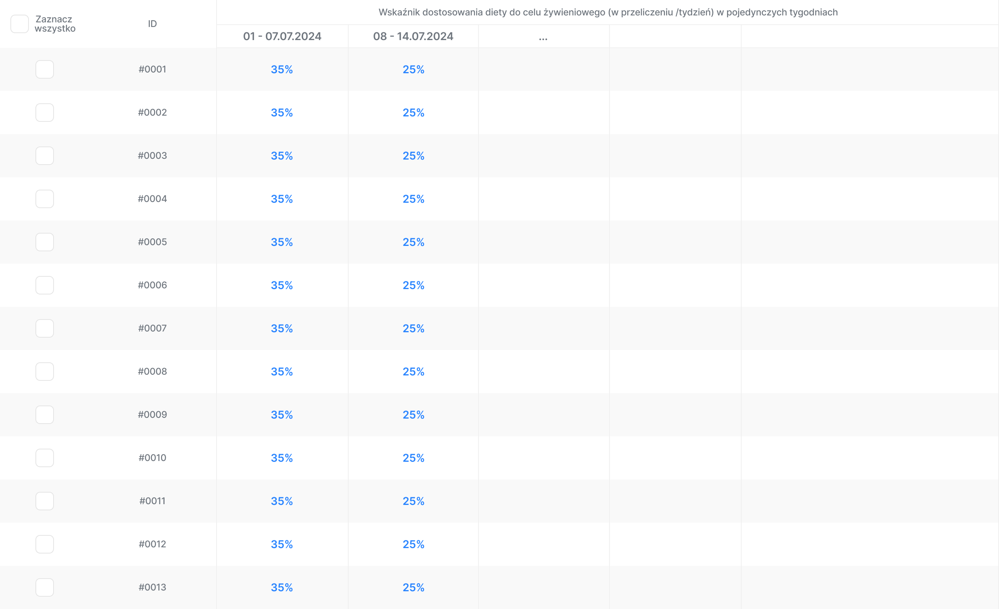 Zaznacz
wszystko
ID
Wskaźnik dostosowania diety do celu żywieniowego (w przeliczeniu /tydzień) w pojedynczych tygodniach
01 - 07.07.2024 08 - 14.07.2024 ...
#0001 35% 25%
#0002 35% 25%
#0003 35% 25%
#0004 35% 25%
#0005 35% 25%
#0006 35% 25%
#0007 35% 25%
#0008 35% 25%
#0009 35% 25%
#0010 35% 25%
#0011 35% 25%
#0012 35% 25%
#0013 35% 25%